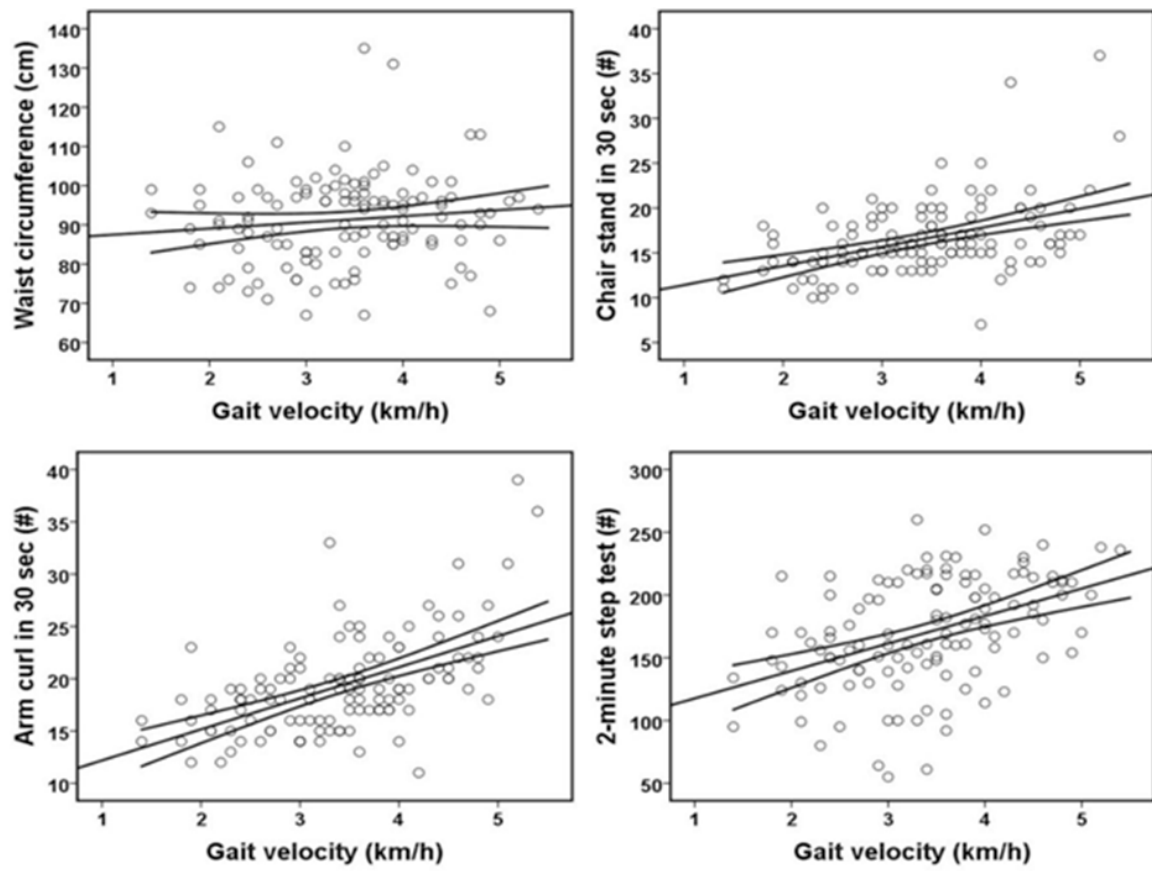 Waist circumference (cm)
140
130
120
110
100
90
80
70
60
1 2 3 4 5
Gait velocity (km/h)
Chair stand in 30 sec (#)
40
35
30
25
20
15
10
5
1 2 3 4 5
Gait velocity (km/h)
Arm curl in 30 sec (#)
40
35
30
25
20
15
10
1 2 3 4 5
Gait velocity (km/h)
2-minute step test (#)
300
250
200
150
100
50
1 2 3 4 5
Gait velocity (km/h)